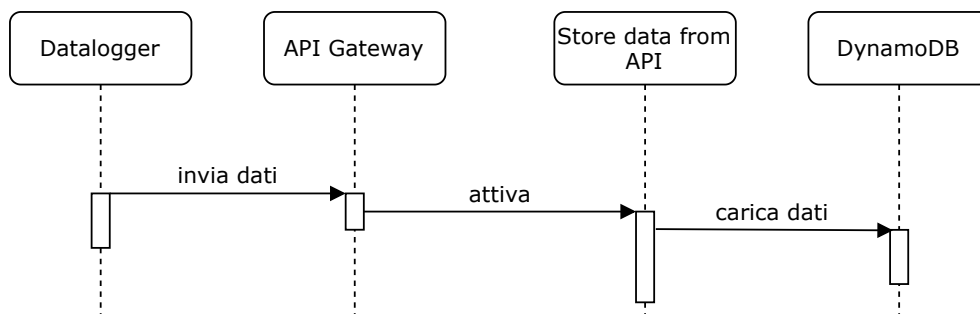 Datalogger
API Gateway
Store data from
API
DynamoDB
invia dati
attiva
carica dati